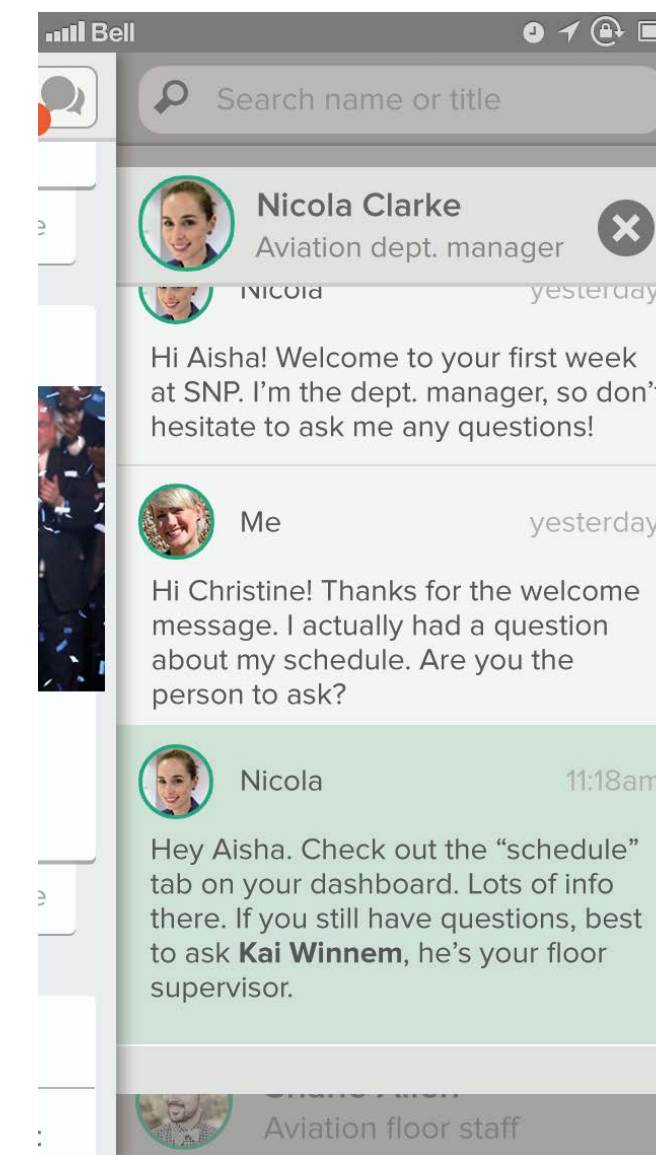 Bell
Search name or title
Nicola Clarke
Aviation dept. manager
Nicola yesterday
Hi Aisha! Welcome to your first week
at SNP. I’m the dept. manager, so don’t
hesitate to ask me any questions!
Me yesterday
Hi Christine! Thanks for the welcome
message. I actually had a question
about my schedule. Are you the
person to ask?
Nicola 11:18am
Hey Aisha. Check out the “schedule”
tab on your dashboard. Lots of info
there. If you still have questions, best
to ask Kai Winnem, he’s your floor
supervisor.
Aviation floor staff